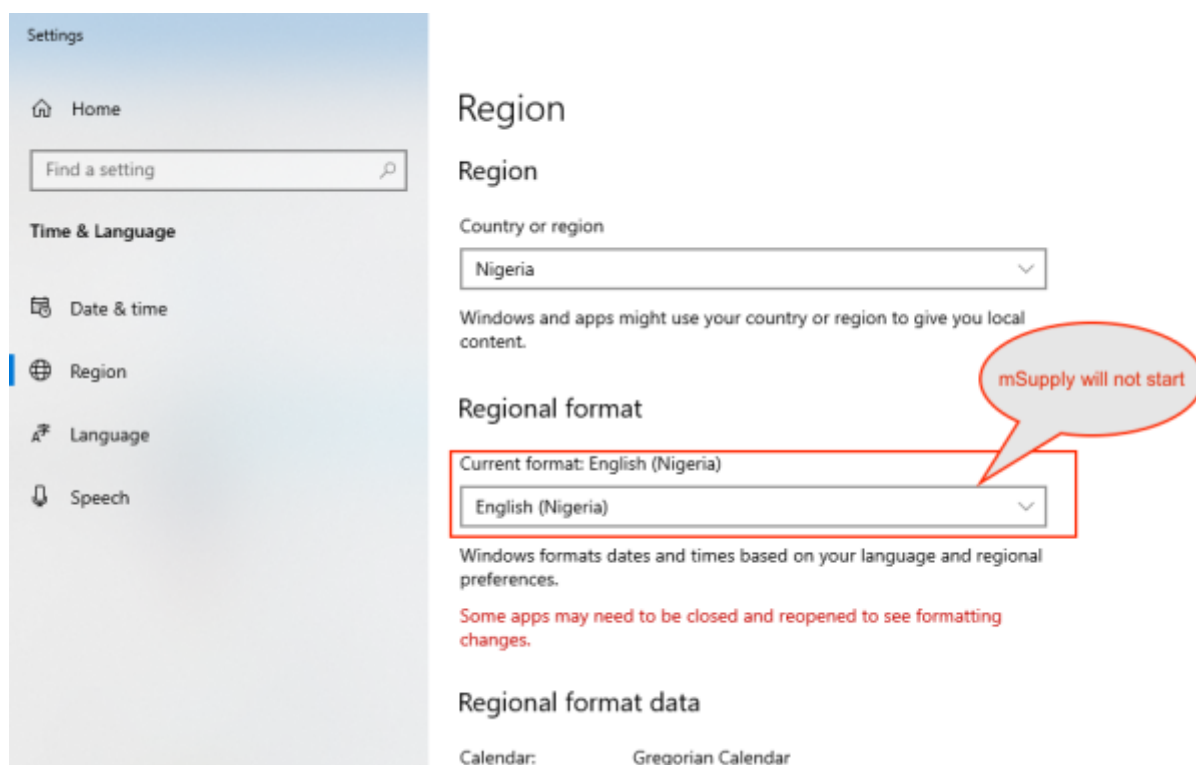 Settings
Home
Find a setting
Time & Language
Date & time
Region
Language
Speech
Region
Region
Country or region
Nigeria
Windows and apps might use your country or region to give you local
content.
mSupply will not start
Regional format
Current format: English (Nigeria)
English (Nigeria)
Windows formats dates and times based on your language and regional
preferences.
Some apps may need to be closed and reopened to see formatting
changes.
Regional format data
Calendar: Gregorian Calendar